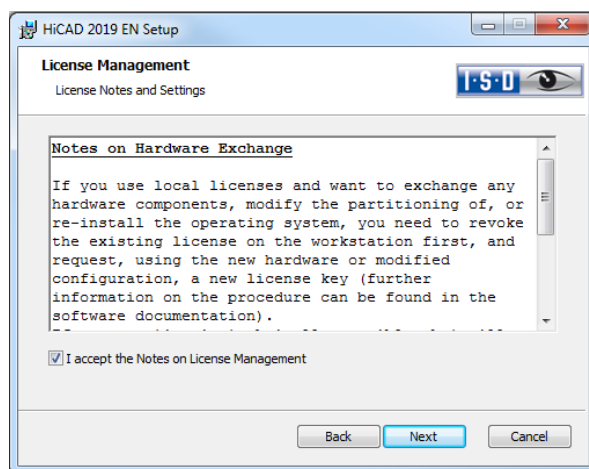 HiCAD 2019 EN Setup
License Management
License Notes and Settings
I·S·D
Notes on Hardware Exchange
If you use local licenses and want to exchange any
hardware components, modify the partitioning of, or
re-install the operating system, you need to revoke
the existing license on the workstation first, and
request, using the new hardware or modified
configuration, a new license key (further
information on the procedure can be found in the
software documentation).
I accept the Notes on License Management
Back
Next
Cancel